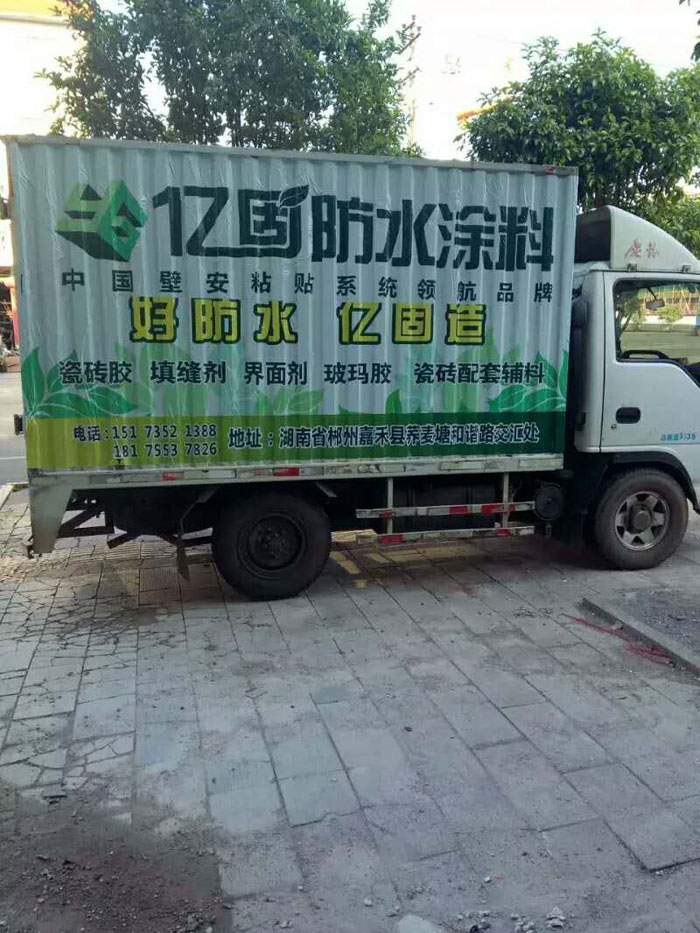 亿固防水涂料
中国壁安粘贴系统领航品牌
好防水 亿固造
瓷砖胶 填缝剂 界面剂 玻玛胶 瓷砖配套辅料
电话：151 7352 1388 地址：湖南省郴州嘉禾县荞麦塘和谐路交汇处
181 7553 7826
庆铃